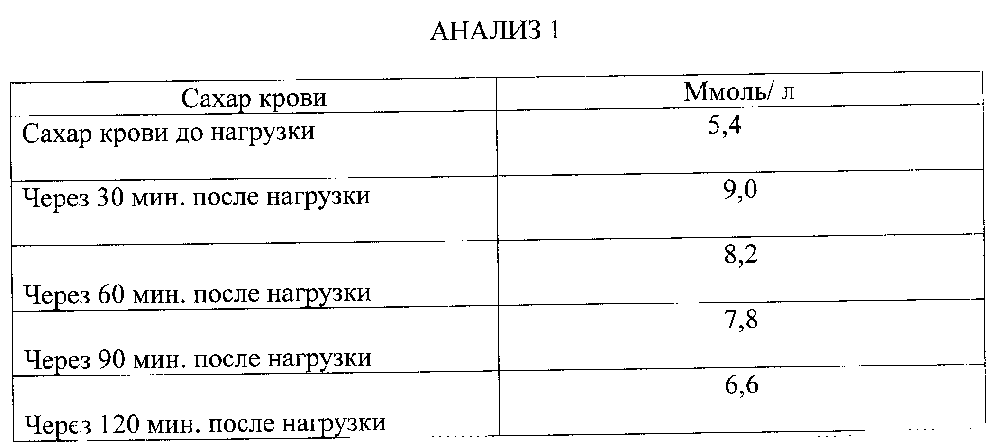 АНАЛИЗ 1
Сахар крови Ммоль/ л
Сахар крови до нагрузки 5,4
Через 30 мин. после нагрузки 9,0
Через 60 мин. после нагрузки 8,2
Через 90 мин. после нагрузки 7,8
Через 120 мин. после нагрузки 6,6